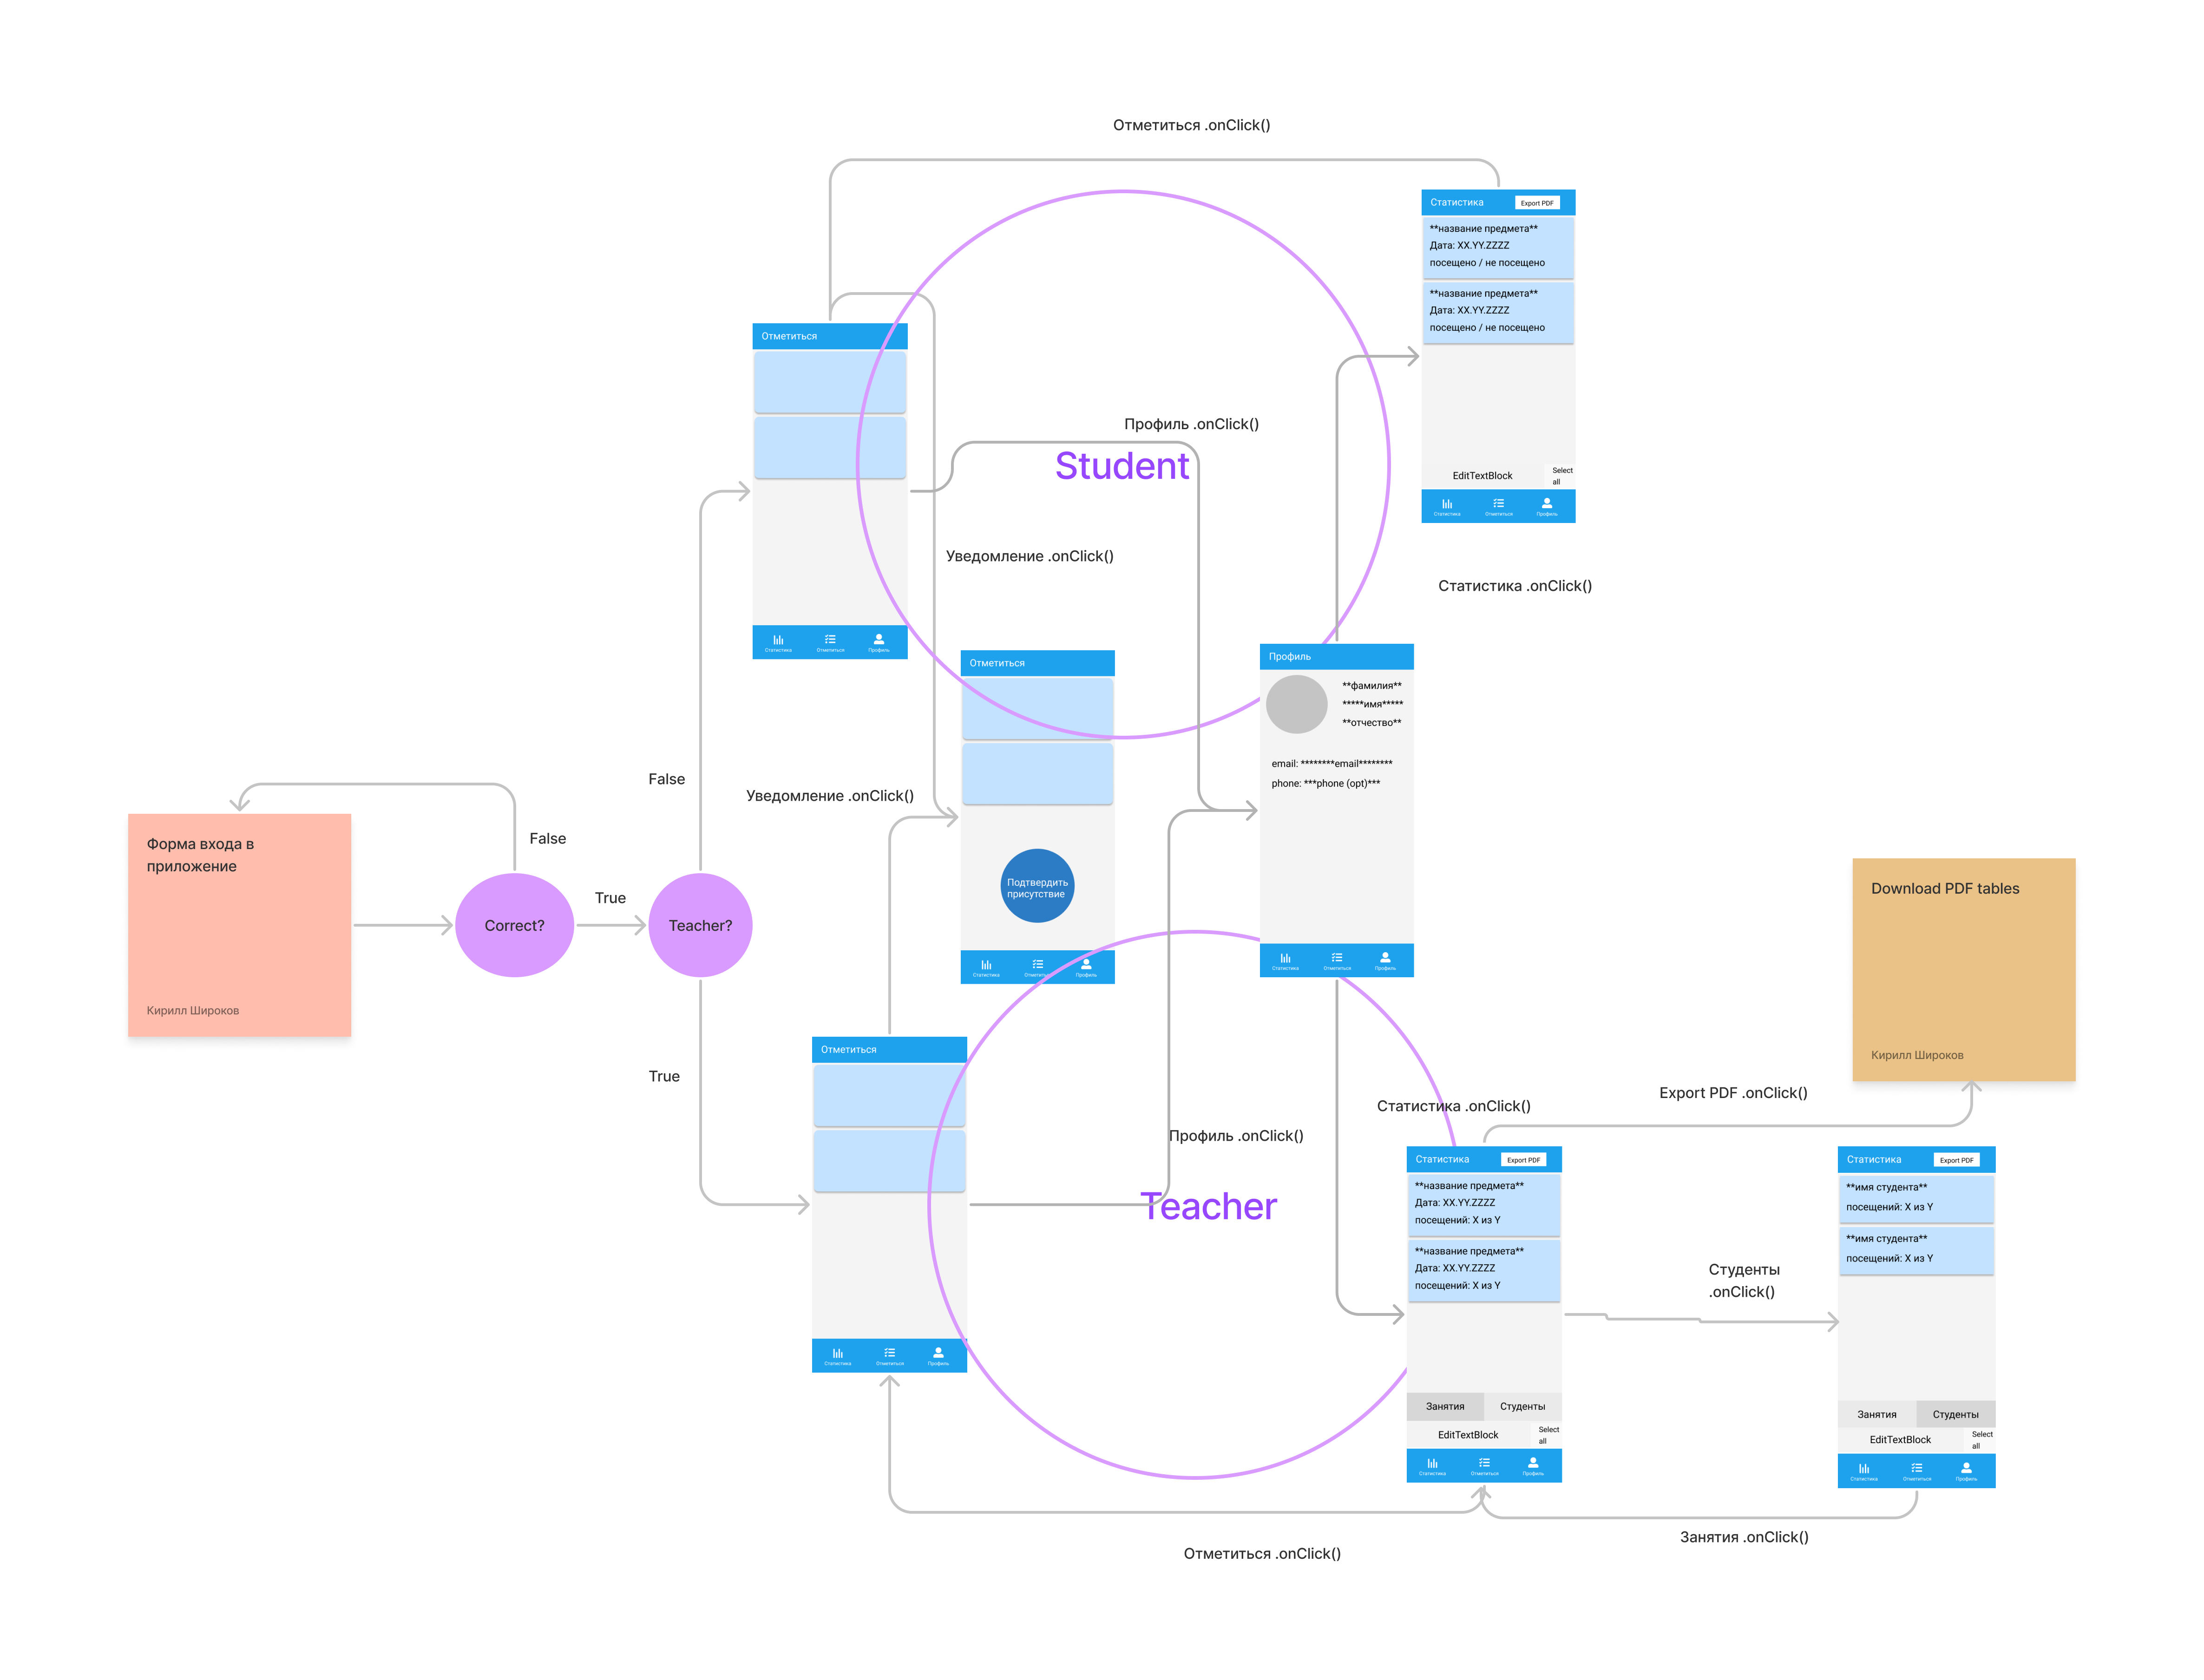 Отметиться .onClick()
Статистика
Export PDF
**название предмета**
Дата: XX.YY.ZZZZ
посещено / не посещено
**название предмета**
Дата: XX.YY.ZZZZ
посещено / не посещено
EditTextBlock
Select
all
Статистика
Отметиться
Профиль
Отметиться
Статистика
Отметиться
Профиль
Профиль .onClick()
Student
Уведомление .onClick()
Статистика .onClick()
Отметиться
Подтвердить
присутствие
Статистика
Отметиться
Профиль
Профиль
**фамилия**
*****имя*****
**отчество**
email: ********email********
phone: ***phone (opt)***
Статистика
Отметиться
Профиль
False
Уведомление .onClick()
Форма входа в
приложение
Кирилл Широков
False
Correct?
True
Teacher?
True
Download PDF tables
Кирилл Широков
Отметиться
Статистика
Отметиться
Профиль
Профиль .onClick()
Teacher
Статистика .onClick()
Export PDF .onClick()
Статистика
Export PDF
**название предмета**
Дата: XX.YY.ZZZZ
посещений: X из Y
**название предмета**
Дата: XX.YY.ZZZZ
посещений: X из Y
Занятия
Студенты
EditTextBlock
Select
all
Статистика
Отметиться
Профиль
Студенты
.onClick()
Статистика
Export PDF
**имя студента**
посещений: X из Y
**имя студента**
посещений: X из Y
Занятия
Студенты
EditTextBlock
Select
all
Статистика
Отметиться
Профиль
Занятия .onClick()
Отметиться .onClick()